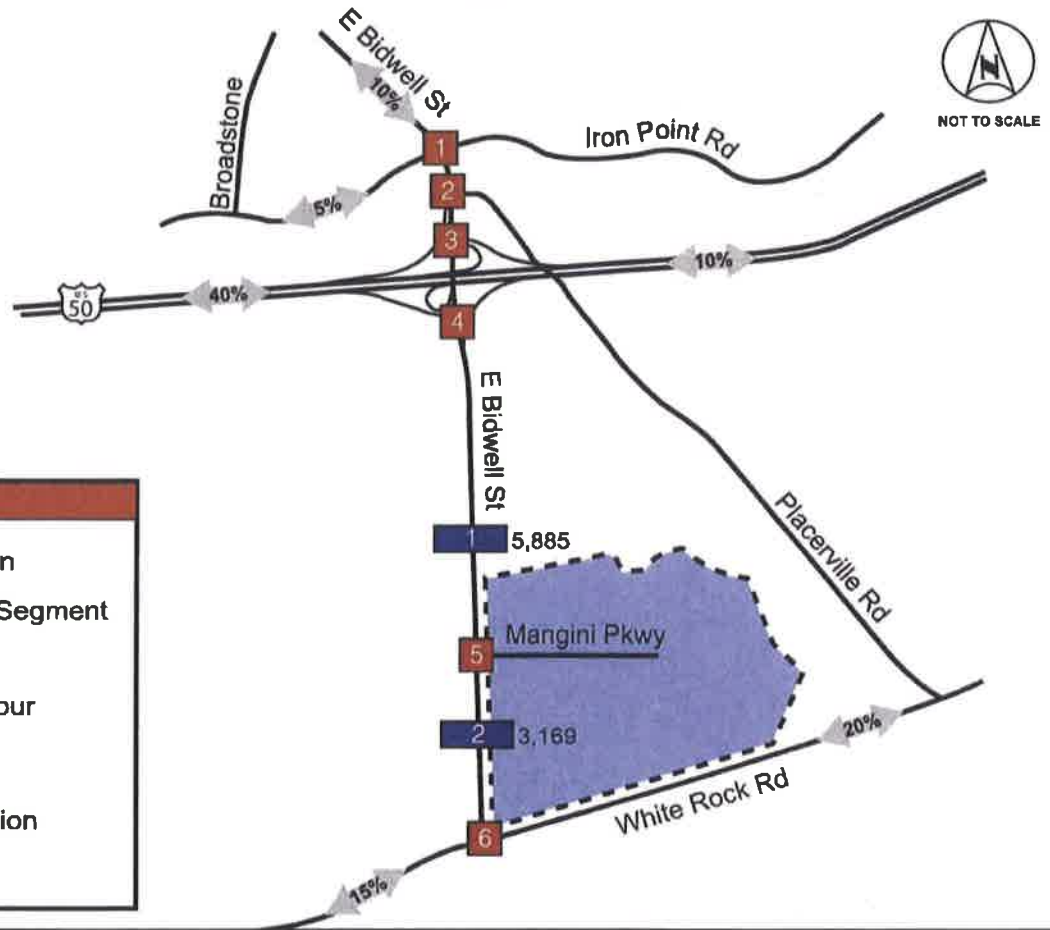 E Bidwell St
10%
Broadstone
Iron Point Rd
N
NOT TO SCALE
1
5%
2
3
10%
US
50
40%
4
E Bidwell St
1
5,885
Placerville Rd
n
Segment
5
Mangini Pkwy
our
2
3,169
20%
ion
White Rock Rd
6
15%